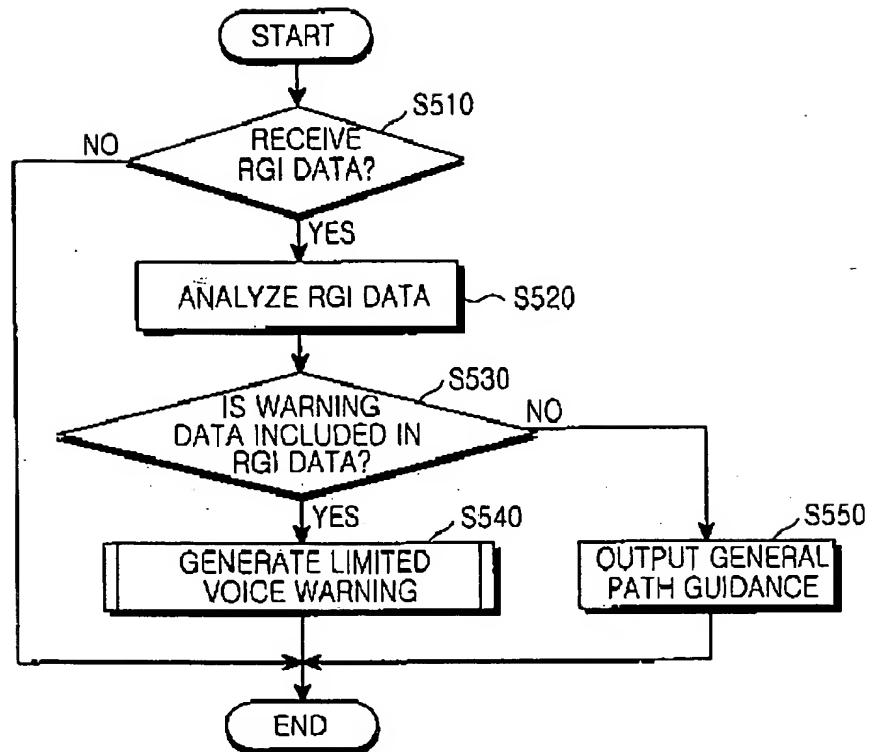 START
S510
NO
RECEIVE
RGI DATA?
YES
ANALYZE RGI DATA
S520
S530
IS WARNING
DATA INCLUDED IN
RGI DATA?
NO
YES
S540
S550
GENERATE LIMITED
VOICE WARNING
OUTPUT GENERAL
PATH GUIDANCE
END